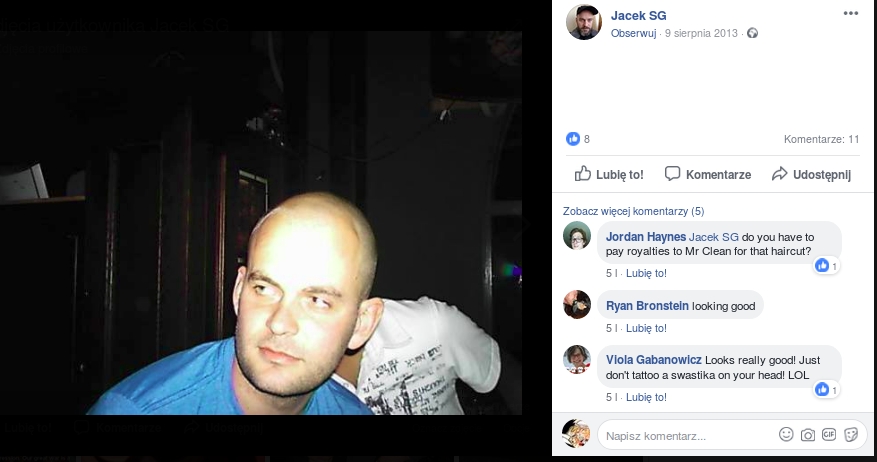 Jacek SG
Obserwuj · 9 sierpnia 2013 ·
8
Komentarze: 11
Lubię to!
Komentarze
Udostępnij
Zobacz więcej komentarzy (5)
Jordan Haynes Jacek SG do you have to
pay royalties to Mr Clean for that haircut?
1
5 l · Lubię to!
Ryan Bronstein looking good
5 l · Lubię to!
Viola Gabanowicz Looks really good! Just
don't tattoo a swastika on your head! LOL
1
5 l · Lubię to!
Napisz komentarz...
GIF